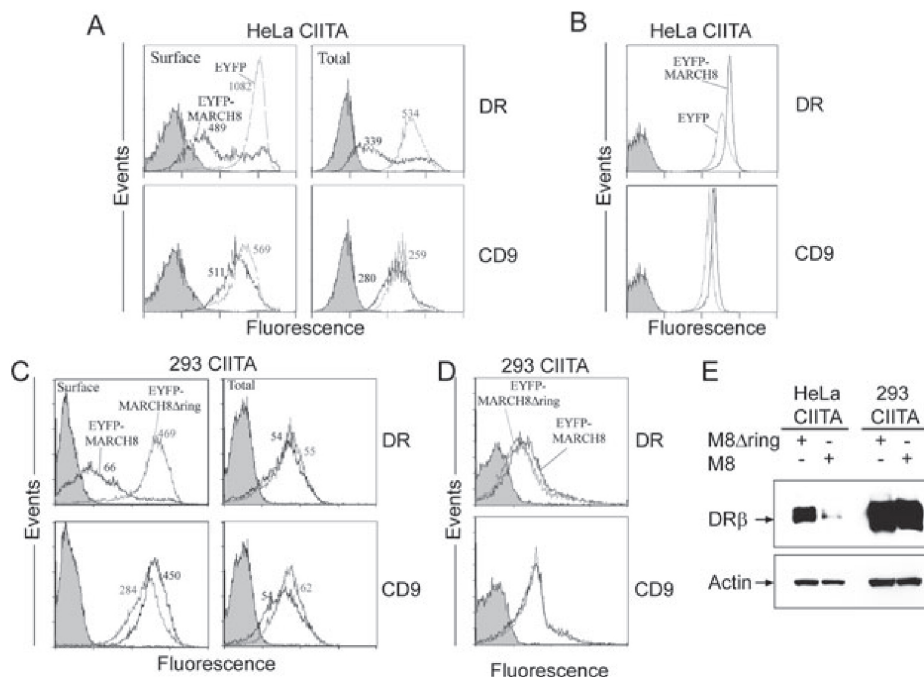 A
HeLa CIITA
Surface
EYFP
1082
EYFP-
MARCH8
489
Total
534
339
DR
511
569
280
259
CD9
Events
Fluorescence
B
HeLa CIITA
EYFP-
MARCH8
EYFP
DR
CD9
Events
Fluorescence
C
293 CIITA
Surface
EYFP-
MARCH8Δring
EYFP-
MARCH8
469
66
Total
54
55
DR
284
450
62
CD9
Events
Fluorescence
D
293 CIITA
EYFP-
MARCH8Δring
EYFP-
MARCH8
DR
CD9
Events
Fluorescence
E
HeLa 293
CIITA CIITA
M8Δring + - + -
M8 - + - +
DRβ
Actin